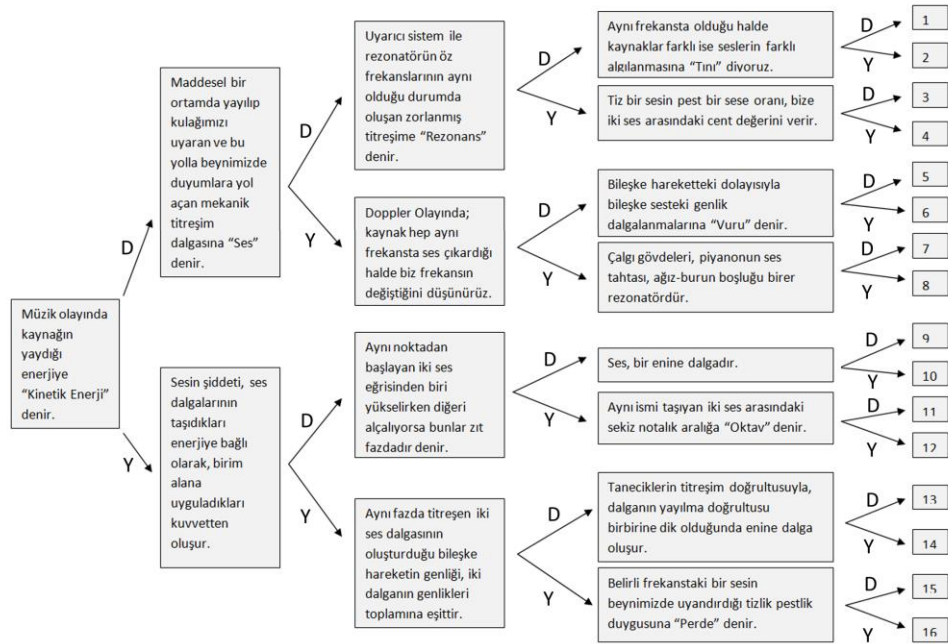 Müzik olayında
kaynağın
yaydığı
enerjiye
“Kinetik Enerji”
denir.
D
Y
Maddesel bir
ortamda yayılıp
kulağımızı
uyaran ve bu
yolla beynimizde
duyumlara yol
açan mekanik
titreşim
dalgasına “Ses”
denir.
D
Y
Sesin şiddeti, ses
dalgalarının
taşıdıkları
enerjiye bağlı
olarak, birim
alana
uyguladıkları
kuvvetten
oluşur.
D
Y
Uyarıcı sistem ile
rezonatörün öz
frekanslarının aynı
olduğu durumda
oluşan zorlanmış
titreşime “Rezonans”
denir.
D
Y
Doppler Olayında;
kaynak hep aynı
frekansta ses çıkardığı
halde biz frekansın
değiştiğini düşünürüz.
D
Y
Aynı noktadan
başlayan iki ses
eğrisinden biri
yükselirken diğeri
alçalıyorsa bunlar zıt
fazdadır denir.
D
Y
Aynı fazda titreşen iki
ses dalgasının
oluşturduğu bileşke
hareketin genliği, iki
dalganın genlikleri
toplamına eşittir.
D
Y
Aynı frekansta olduğu halde
kaynaklar farklı ise seslerin farklı
algılanmasına “Tını” diyoruz.
D
Y
1
2
Tiz bir sesin pest bir sese oranı, bize
iki ses arasındaki cent değerini verir.
D
Y
3
4
Bileşke hareketteki dolayısıyla
bileşke sesteki genlik
dalgalanmalarına “Vuru” denir.
D
Y
5
6
Çalgı gövdeleri, piyanonun ses
tahtası, ağız-burun boşluğu birer
rezonatördür.
D
Y
7
8
Ses, bir enine dalgadır.
D
Y
9
10
Aynı ismi taşıyan iki ses arasındaki
sekiz notalık aralığa “Oktav” denir.
D
Y
11
12
Taneciklerin titreşim doğrultusuyla,
dalganın yayılma doğrultusu
birbirine dik olduğunda enine dalga
oluşur.
D
Y
13
14
Belirli frekanstaki bir sesin
beynimizde uyandırdığı tizlik pestlik
duygusuna “Perde” denir.
D
Y
15
16